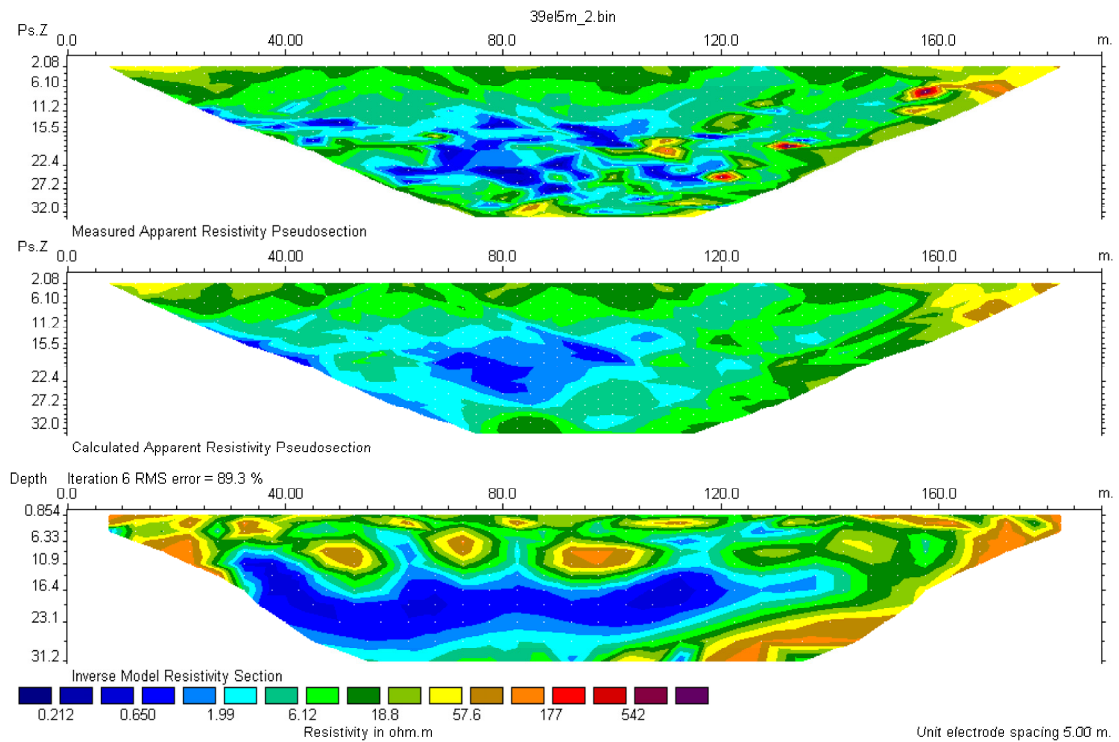 39el5m_2.bin
Ps.Z 0.0 40.00 80.0 120.0 160.0 m.
2.08
6.10
11.2
15.5
22.4
27.2
32.0
Measured Apparent Resistivity Pseudosection
Ps.Z 0.0 40.00 80.0 120.0 160.0 m.
2.08
6.10
11.2
15.5
22.4
27.2
32.0
Calculated Apparent Resistivity Pseudosection
Depth Iteration 6 RMS error = 89.3 %
0.0 40.00 80.0 120.0 160.0 m.
0.854
6.33
10.9
16.4
23.1
31.2
Inverse Model Resistivity Section
0.212 0.650 1.99 6.12 18.8 57.6 177 542
Resistivity in ohm.m Unit electrode spacing 5.00 m.